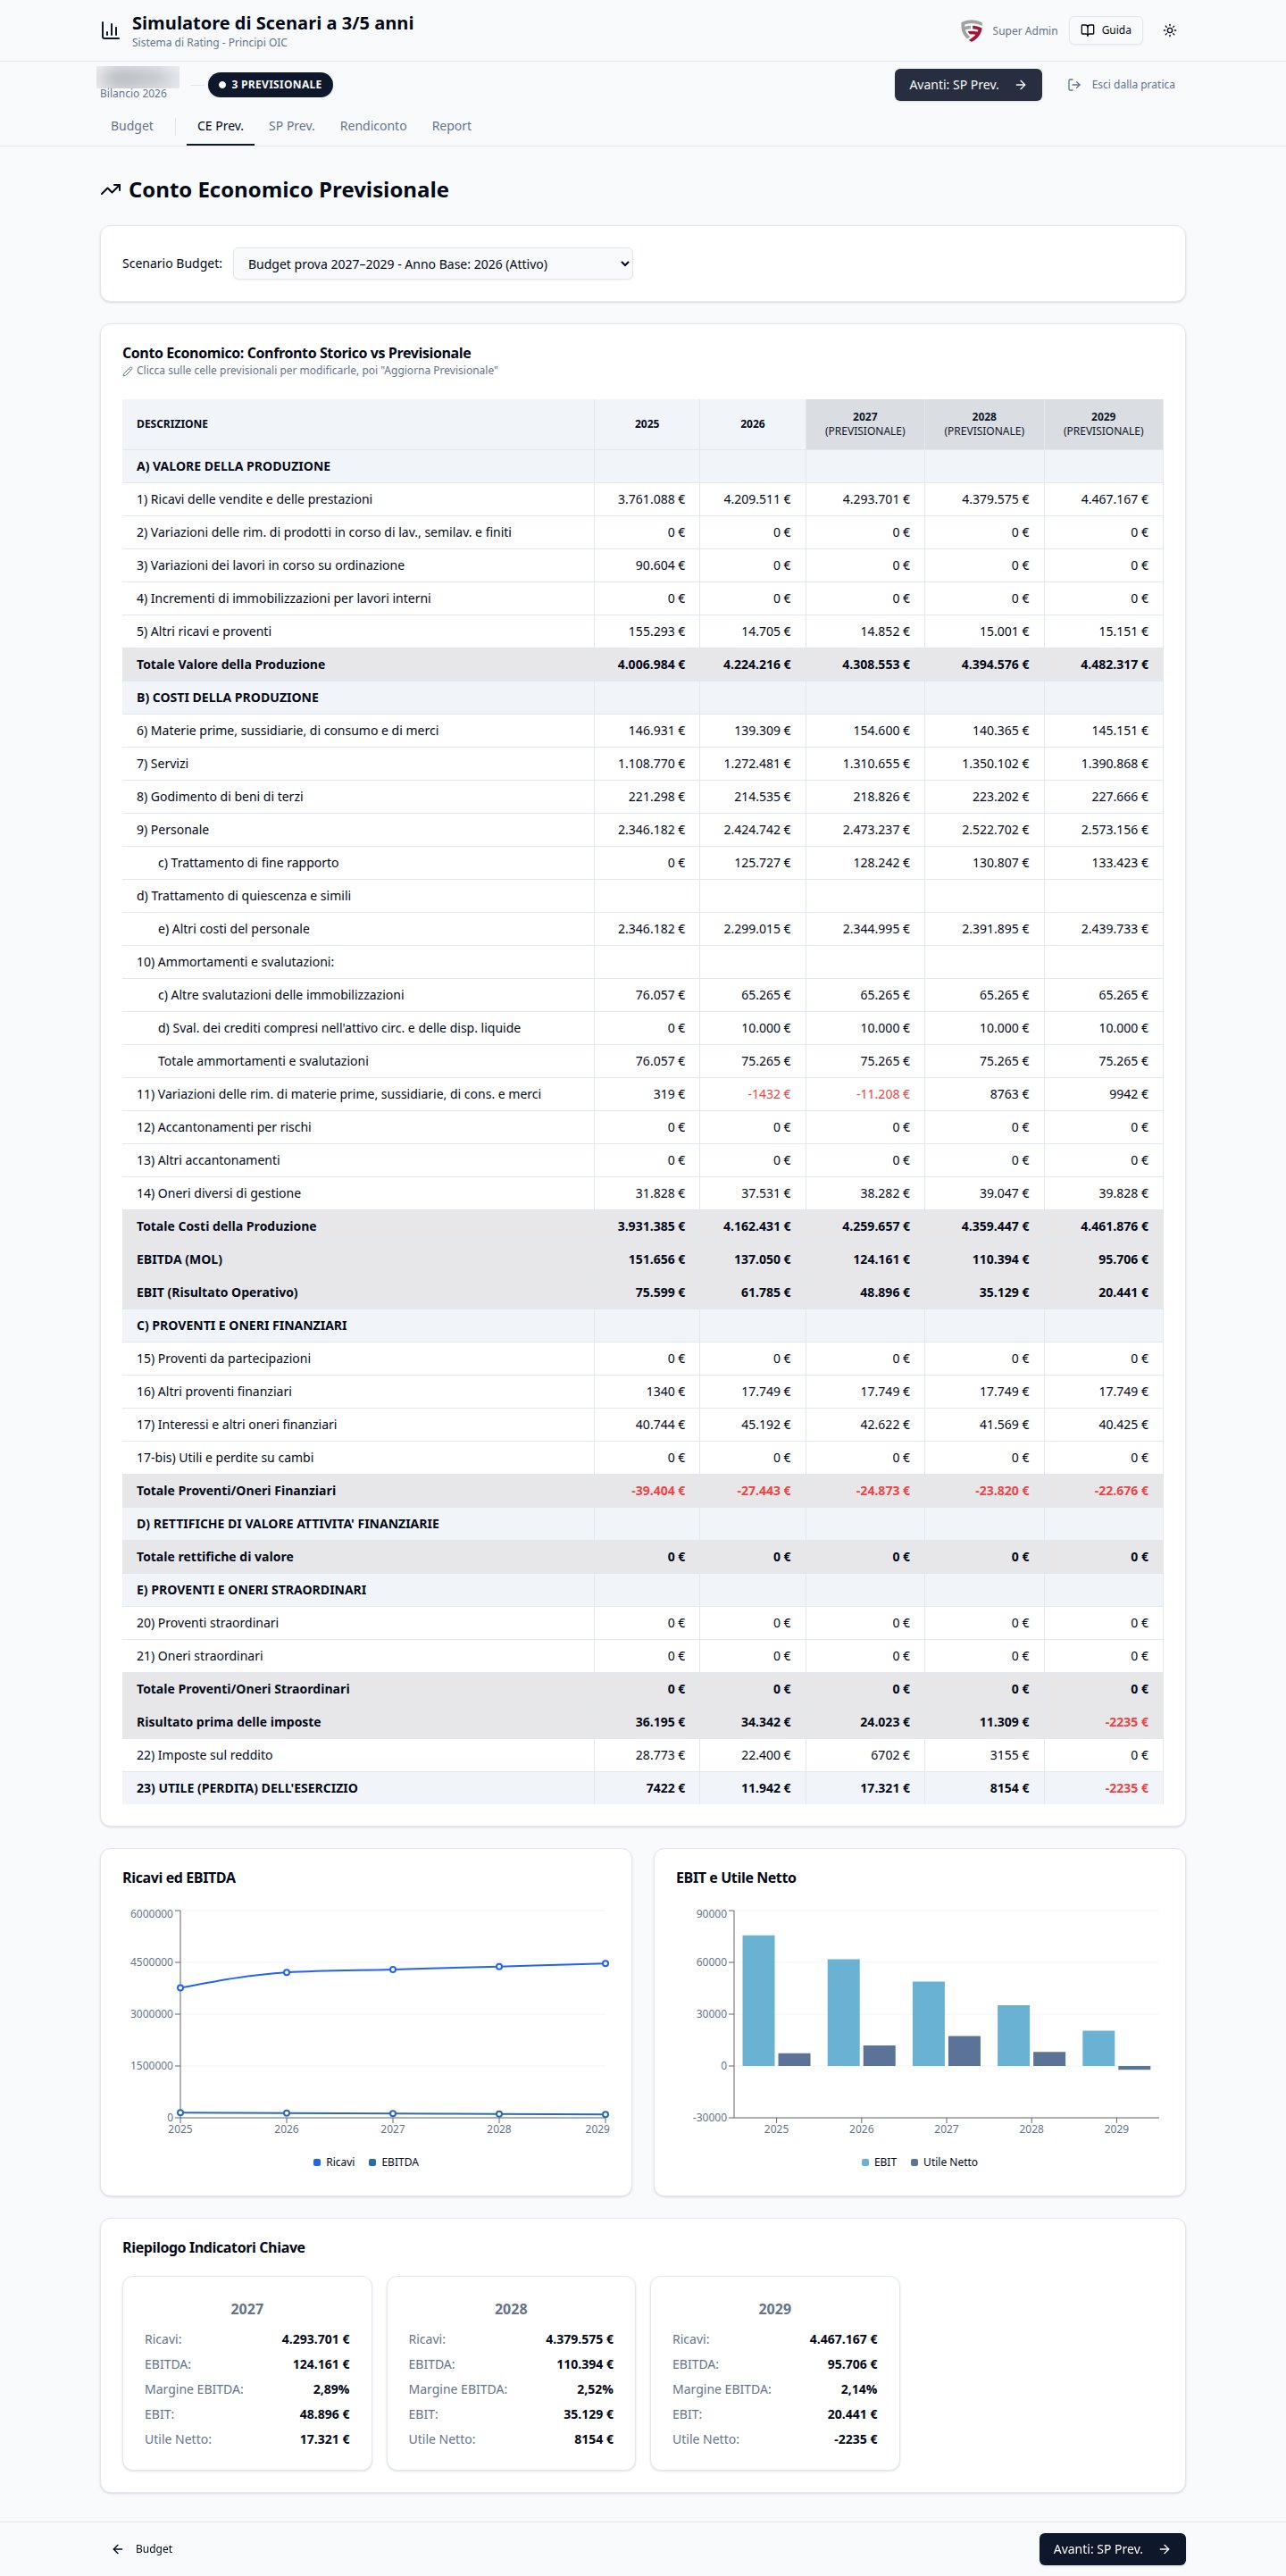 Simulatore di Scenari a 3/5 anni
Sistema di Rating - Principi OIC
Super Admin
Guida
Bilancio 2026
3 PREVISIONALE
Avanti: SP Prev.
Esci dalla pratica
Budget CE Prev. SP Prev. Rendiconto Report
Conto Economico Previsionale
Scenario Budget: Budget prova 2027–2029 - Anno Base: 2026 (Attivo)
Conto Economico: Confronto Storico vs Previsionale
Clicca sulle celle previsionali per modificarle, poi "Aggiorna Previsionale"
DESCRIZIONE 2025 2026 2027 (PREVISIONALE) 2028 (PREVISIONALE) 2029 (PREVISIONALE)
A) VALORE DELLA PRODUZIONE
1) Ricavi delle vendite e delle prestazioni 3.761.088 € 4.209.511 € 4.293.701 € 4.379.575 € 4.467.167 €
2) Variazioni delle rim. di prodotti in corso di lav., semilav. e finiti 0 € 0 € 0 € 0 € 0 €
3) Variazioni dei lavori in corso su ordinazione 90.604 € 0 € 0 € 0 € 0 €
4) Incrementi di immobilizzazioni per lavori interni 0 € 0 € 0 € 0 € 0 €
5) Altri ricavi e proventi 155.293 € 14.705 € 14.852 € 15.001 € 15.151 €
Totale Valore della Produzione 4.006.984 € 4.224.216 € 4.308.553 € 4.394.576 € 4.482.317 €
B) COSTI DELLA PRODUZIONE
6) Materie prime, sussidiarie, di consumo e di merci 146.931 € 139.309 € 154.600 € 140.365 € 145.151 €
7) Servizi 1.108.770 € 1.272.481 € 1.310.655 € 1.350.102 € 1.390.868 €
8) Godimento di beni di terzi 221.298 € 214.535 € 218.826 € 223.202 € 227.666 €
9) Personale 2.346.182 € 2.424.742 € 2.473.237 € 2.522.702 € 2.573.156 €
c) Trattamento di fine rapporto 0 € 125.727 € 128.242 € 130.807 € 133.423 €
d) Trattamento di quiescenza e simili
e) Altri costi del personale 2.346.182 € 2.299.015 € 2.344.995 € 2.391.895 € 2.439.733 €
10) Ammortamenti e svalutazioni:
c) Altre svalutazioni delle immobilizzazioni 76.057 € 65.265 € 65.265 € 65.265 € 65.265 €
d) Sval. dei crediti compresi nell'attivo circ. e delle disp. liquide 0 € 10.000 € 10.000 € 10.000 € 10.000 €
Totale ammortamenti e svalutazioni 76.057 € 75.265 € 75.265 € 75.265 € 75.265 €
11) Variazioni delle rim. di materie prime, sussidiarie, di cons. e merci 319 € -1432 € -11.208 € 8763 € 9942 €
12) Accantonamenti per rischi 0 € 0 € 0 € 0 € 0 €
13) Altri accantonamenti 0 € 0 € 0 € 0 € 0 €
14) Oneri diversi di gestione 31.828 € 37.531 € 38.282 € 39.047 € 39.828 €
Totale Costi della Produzione 3.931.385 € 4.162.431 € 4.259.657 € 4.359.447 € 4.461.876 €
EBITDA (MOL) 151.656 € 137.050 € 124.161 € 110.394 € 95.706 €
EBIT (Risultato Operativo) 75.599 € 61.785 € 48.896 € 35.129 € 20.441 €
C) PROVENTI E ONERI FINANZIARI
15) Proventi da partecipazioni 0 € 0 € 0 € 0 € 0 €
16) Altri proventi finanziari 1340 € 17.749 € 17.749 € 17.749 € 17.749 €
17) Interessi e altri oneri finanziari 40.744 € 45.192 € 42.622 € 41.569 € 40.425 €
17-bis) Utili e perdite su cambi 0 € 0 € 0 € 0 € 0 €
Totale Proventi/Oneri Finanziari -39.404 € -27.443 € -24.873 € -23.820 € -22.676 €
D) RETTIFICHE DI VALORE ATTIVITA' FINANZIARIE
Totale rettifiche di valore 0 € 0 € 0 € 0 € 0 €
E) PROVENTI E ONERI STRAORDINARI
20) Proventi straordinari 0 € 0 € 0 € 0 € 0 €
21) Oneri straordinari 0 € 0 € 0 € 0 € 0 €
Totale Proventi/Oneri Straordinari 0 € 0 € 0 € 0 € 0 €
Risultato prima delle imposte 36.195 € 34.342 € 24.023 € 11.309 € -2235 €
22) Imposte sul reddito 28.773 € 22.400 € 6702 € 3155 € 0 €
23) UTILE (PERDITA) DELL'ESERCIZIO 7422 € 11.942 € 17.321 € 8154 € -2235 €
Ricavi ed EBITDA
6000000
4500000
3000000
1500000
0
2025 2026 2027 2028 2029
Ricavi EBITDA
EBIT e Utile Netto
90000
60000
30000
0
-30000
2025 2026 2027 2028 2029
EBIT Utile Netto
Riepilogo Indicatori Chiave
2027
Ricavi: 4.293.701 €
EBITDA: 124.161 €
Margine EBITDA: 2,89%
EBIT: 48.896 €
Utile Netto: 17.321 €
2028
Ricavi: 4.379.575 €
EBITDA: 110.394 €
Margine EBITDA: 2,52%
EBIT: 35.129 €
Utile Netto: 8154 €
2029
Ricavi: 4.467.167 €
EBITDA: 95.706 €
Margine EBITDA: 2,14%
EBIT: 20.441 €
Utile Netto: -2235 €
Budget
Avanti: SP Prev.